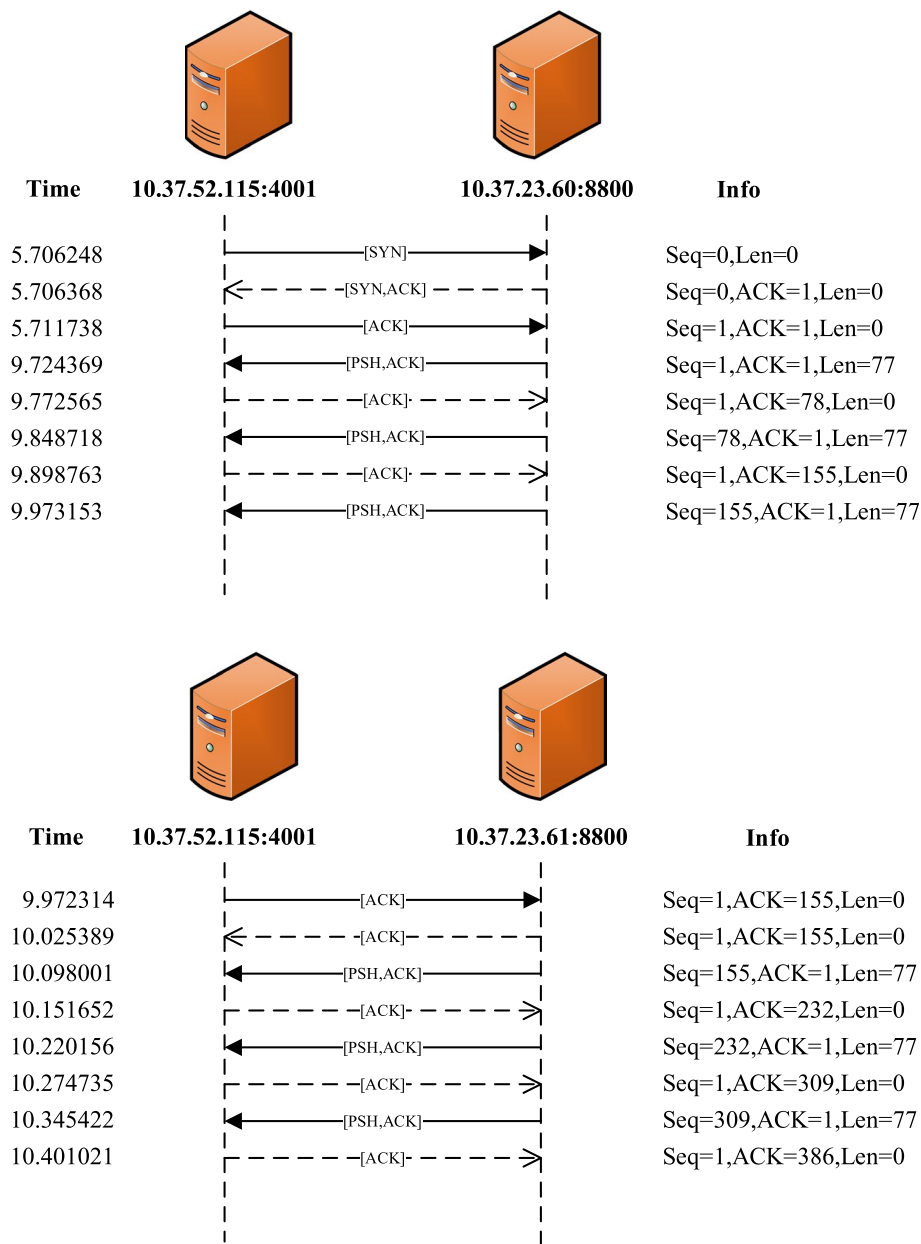 Time 10.37.52.115:4001 10.37.23.60:8800 Info
5.706248 [SYN] Seq=0,Len=0
5.706368 [SYN,ACK] Seq=0,ACK=1,Len=0
5.711738 [ACK] Seq=1,ACK=1,Len=0
9.724369 [PSH,ACK] Seq=1,ACK=1,Len=77
9.772565 [ACK] Seq=1,ACK=78,Len=0
9.848718 [PSH,ACK] Seq=78,ACK=1,Len=77
9.898763 [ACK] Seq=1,ACK=155,Len=0
9.973153 [PSH,ACK] Seq=155,ACK=1,Len=77
Time 10.37.52.115:4001 10.37.23.61:8800 Info
9.972314 [ACK] Seq=1,ACK=155,Len=0
10.025389 [ACK] Seq=1,ACK=155,Len=0
10.098001 [PSH,ACK] Seq=155,ACK=1,Len=77
10.151652 [ACK] Seq=1,ACK=232,Len=0
10.220156 [PSH,ACK] Seq=232,ACK=1,Len=77
10.274735 [ACK] Seq=1,ACK=309,Len=0
10.345422 [PSH,ACK] Seq=309,ACK=1,Len=77
10.401021 [ACK] Seq=1,ACK=386,Len=0